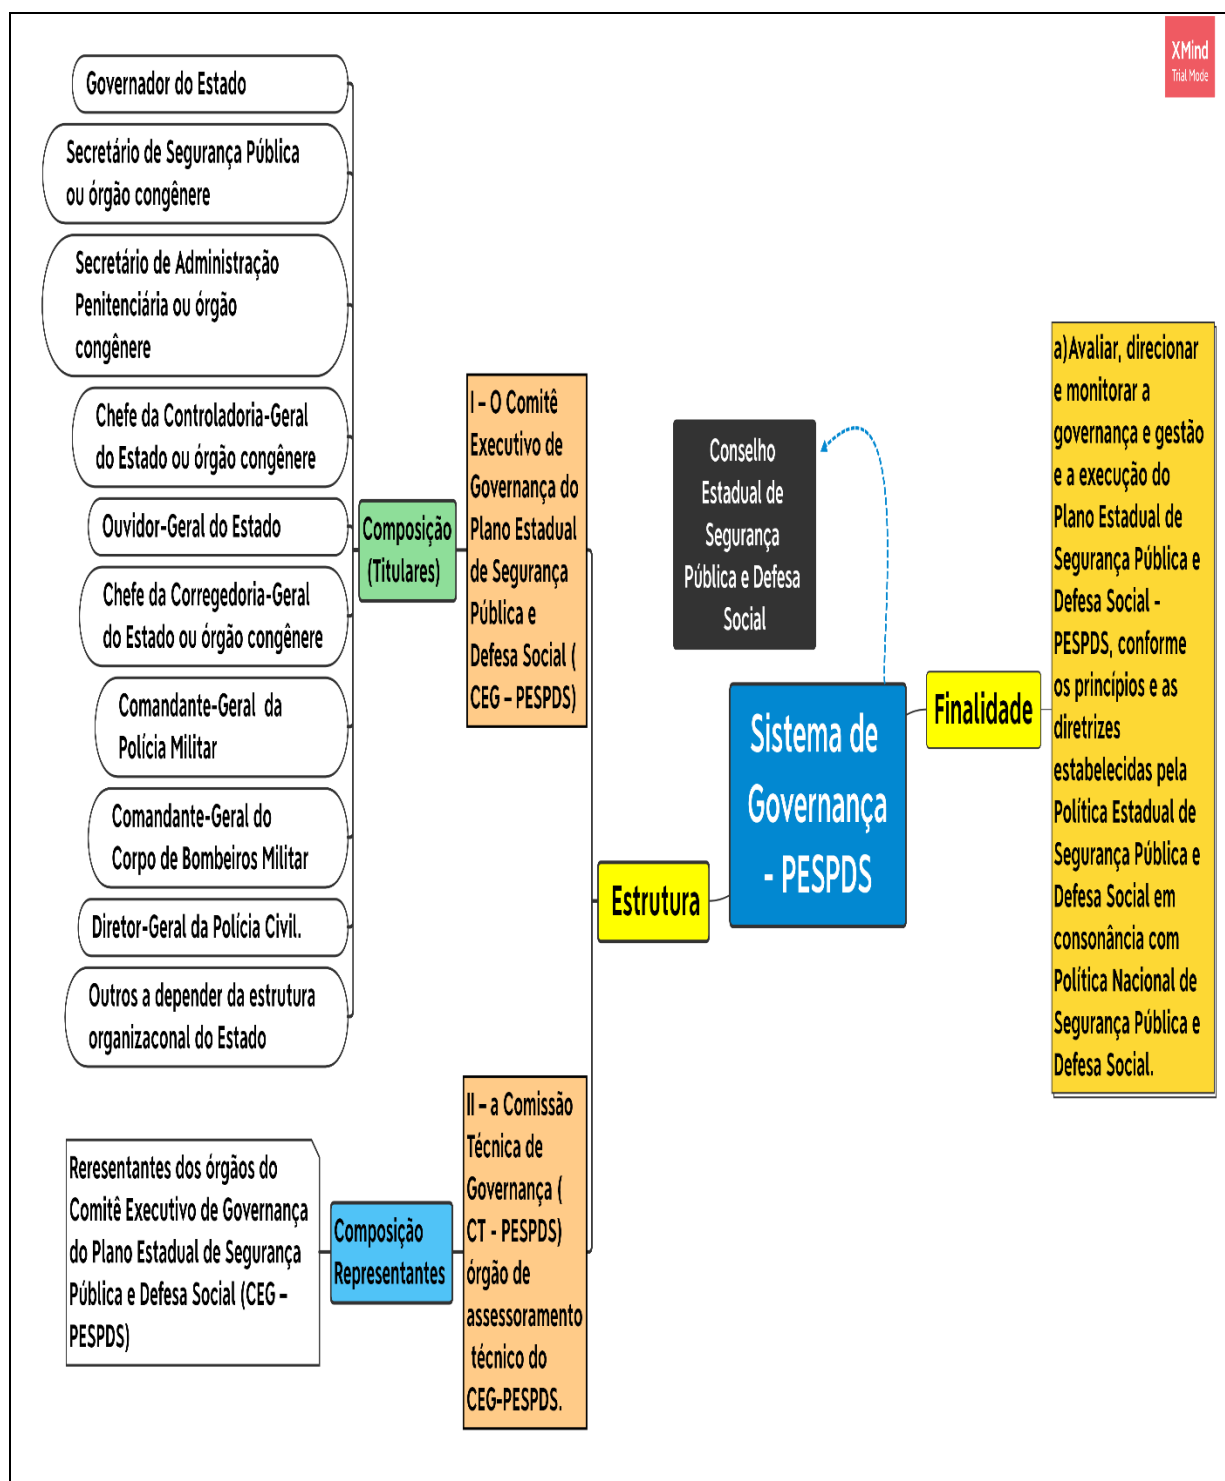 XMind
Trial Mode
Governador do Estado
Secretário de Segurança Pública
ou órgão congênere
Secretário de Administração
Penitenciária ou órgão
congênere
Chefe da Controladoria-Geral
do Estado ou órgão congênere
Ouvidor-Geral do Estado
Chefe da Corregedoria-Geral
do Estado ou órgão congênere
Comandante-Geral da
Polícia Militar
Comandante-Geral do
Corpo de Bombeiros Militar
Diretor-Geral da Polícia Civil.
Outros a depender da estrutura
organizaconal do Estado
Composição
(Titulares)
I – O Comitê
Executivo de
Governança do
Plano Estadual
de Segurança
Pública e
Defesa Social (
CEG – PESPDS)
Reresentantes dos órgãos do
Comitê Executivo de Governança
do Plano Estadual de Segurança
Pública e Defesa Social (CEG –
PESPDS)
Composição
Representantes
II – a Comissão
Técnica de
Governança (
CT - PESPDS)
órgão de
assessoramento
técnico do
CEG-PESPDS.
Estrutura
Conselho
Estadual de
Segurança
Pública e Defesa
Social
Sistema de
Governança
- PESPDS
Finalidade
a)Avaliar, direcionar
e monitorar a
governança e gestão
e a execução do
Plano Estadual de
Segurança Pública e
Defesa Social -
PESPDS, conforme
os princípios e as
diretrizes
estabelecidas pela
Política Estadual de
Segurança Pública e
Defesa Social em
consonância com
Política Nacional de
Segurança Pública e
Defesa Social.